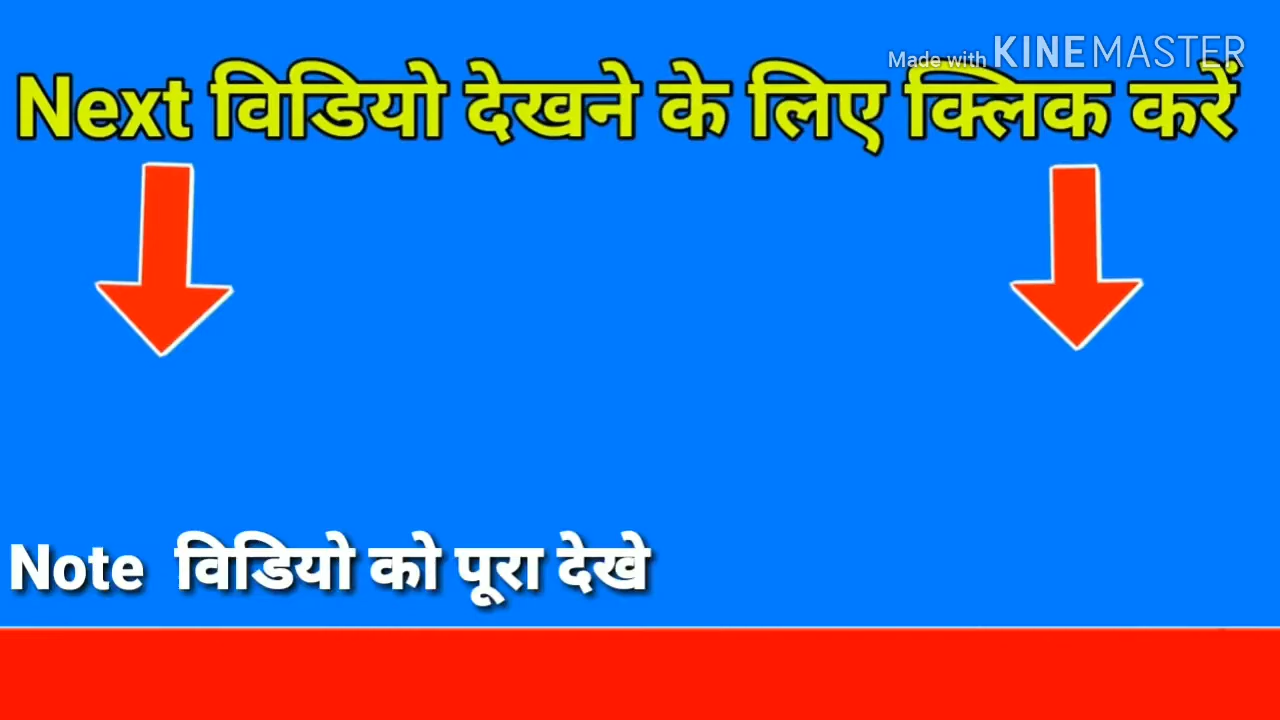 Made with KINEMASTER
Next विडियो देखने के लिए क्लिक करें
Note विडियो को पूरा देखे